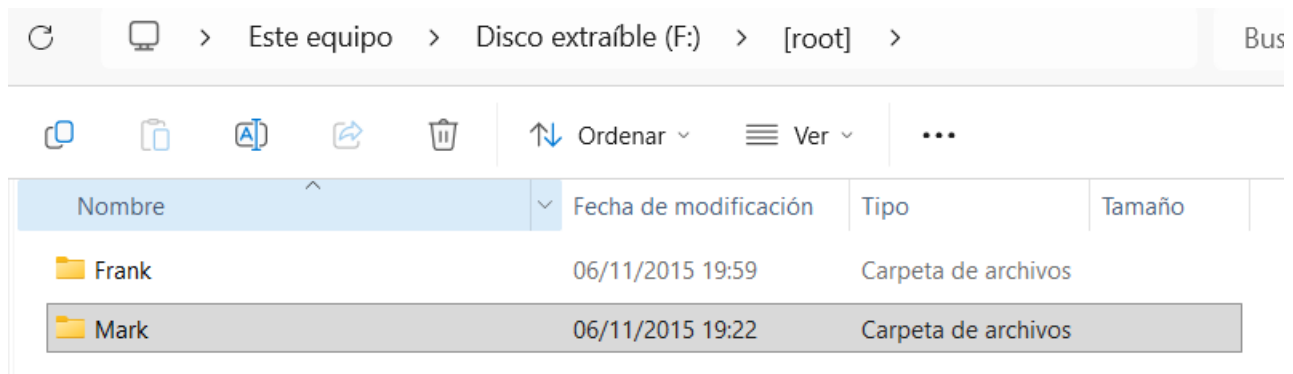 Este equipo > Disco extraíble (F:) > [root] > Bus
Ordenar Ver
Nombre Fecha de modificación Tipo Tamaño
Frank 06/11/2015 19:59 Carpeta de archivos
Mark 06/11/2015 19:22 Carpeta de archivos